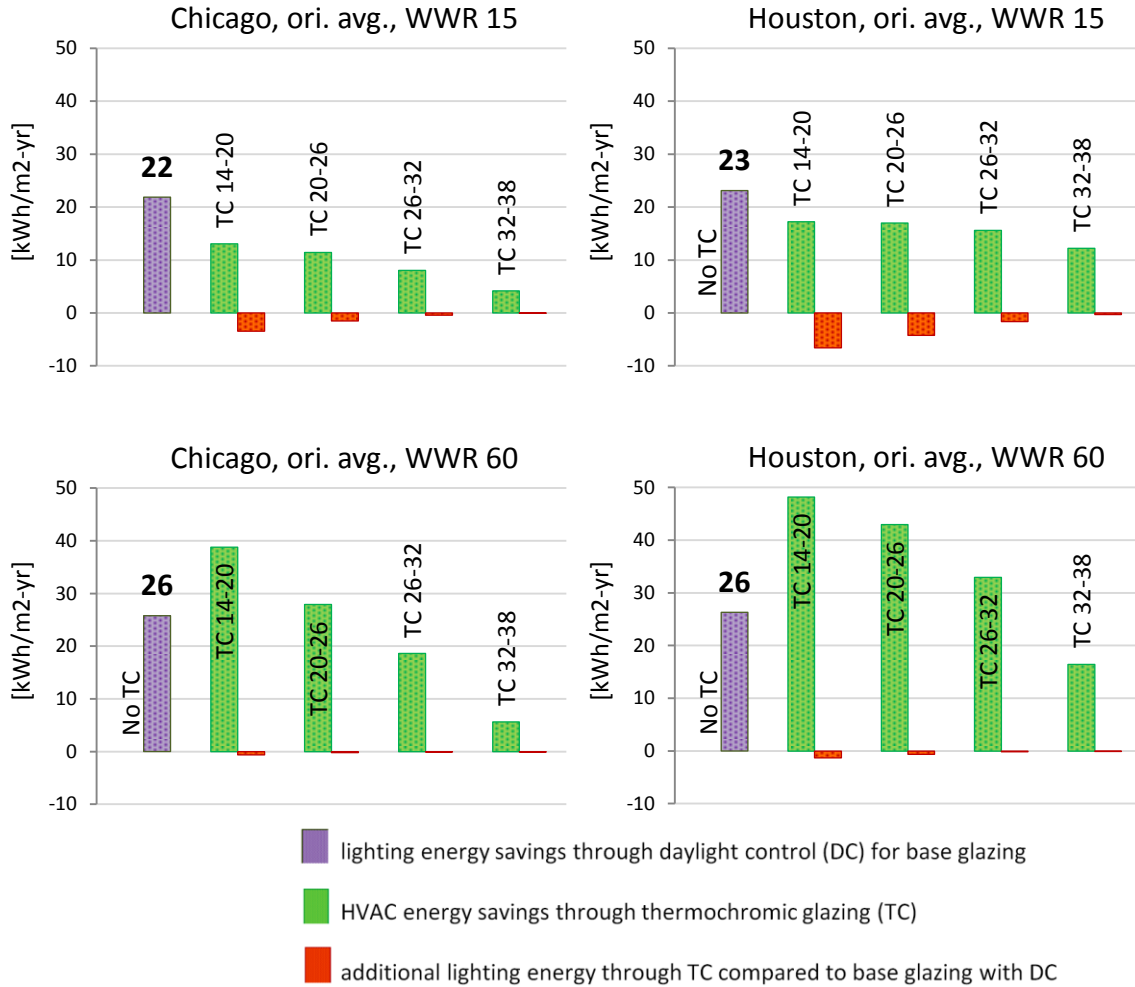 Chicago, ori. avg., WWR 15
[kWh/m2-yr]
50
40
30
20
10
0
-10
22
TC 14-20
TC 20-26
TC 26-32
TC 32-38
Houston, ori. avg., WWR 15
[kWh/m2-yr]
50
40
30
20
10
0
-10
No TC
23
TC 14-20
TC 20-26
TC 26-32
TC 32-38
Chicago, ori. avg., WWR 60
[kWh/m2-yr]
50
40
30
20
10
0
-10
No TC
26
TC 14-20
TC 20-26
TC 26-32
TC 32-38
Houston, ori. avg., WWR 60
[kWh/m2-yr]
50
40
30
20
10
0
-10
No TC
26
TC 14-20
TC 20-26
TC 26-32
TC 32-38
lighting energy savings through daylight control (DC) for base glazing
HVAC energy savings through thermochromic glazing (TC)
additional lighting energy through TC compared to base glazing with DC